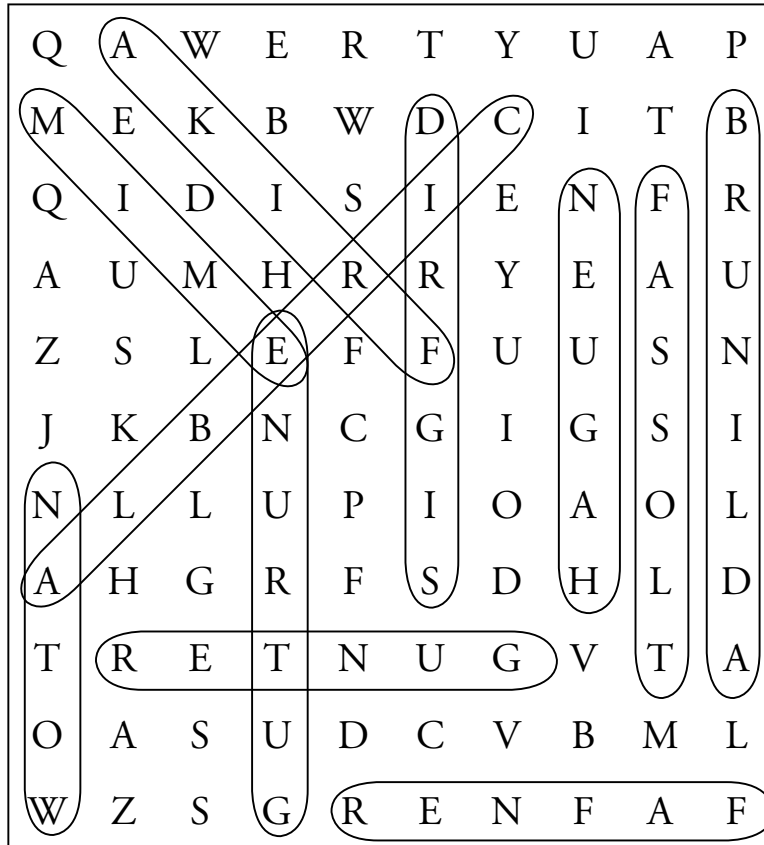 Q A W E R T Y U A P
M E K B W D C I T B
Q I D I S I E N F R
A U M H R R Y E A U
Z S L E F F U U S N
J K B N C G I G S I
N L L U P I O A O L
A H G R F S D H L D
T R E T N U G V T A
O A S U D C V B M L
W Z S G R E N F A F